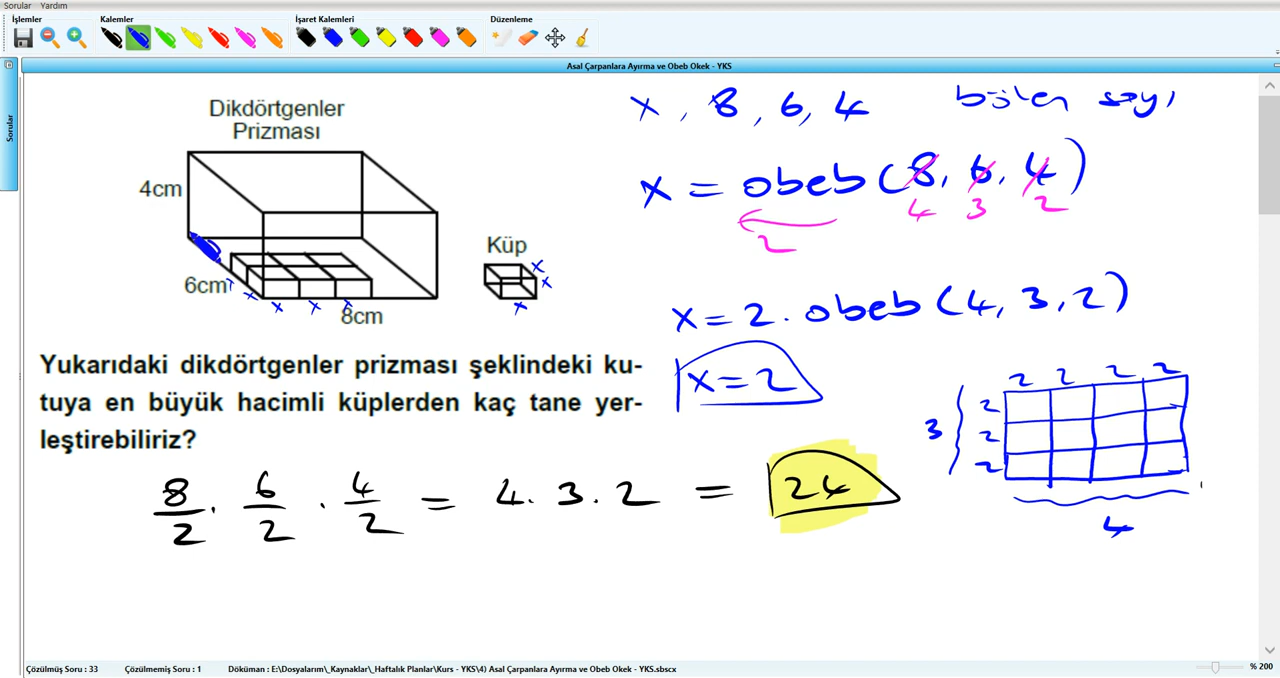 Sorular Yardım
İşlemler Kalemler İşaret Kalemleri Düzenleme
Asal Çarpanlara Ayırma ve Obeb Okek - YKS
Sorular
Dikdörtgenler
Prizması
4cm
6cm
8cm
Küp
x
x
x
x
x
x
x
Yukarıdaki dikdörtgenler prizması şeklindeki ku-
tuya en büyük hacimli küplerden kaç tane yer-
leştirebiliriz?
8/2 . 6/2 . 4/2 = 4.3.2 = 24
x, 8, 6, 4 bölen sayı
x = obeb(8, 6, 4)
4 3 2
2
x = 2. obeb(4, 3, 2)
x = 2
2 2 2 2
2
3 2
2
4
Çözülmüş Soru : 33 Çözülmemiş Soru : 1 Döküman : E:\Dosyalarım\_Kaynaklar\_Haftalık Planlar\Kurs - YKS\4) Asal Çarpanlara Ayırma ve Obeb Okek - YKS.sbscx % 200